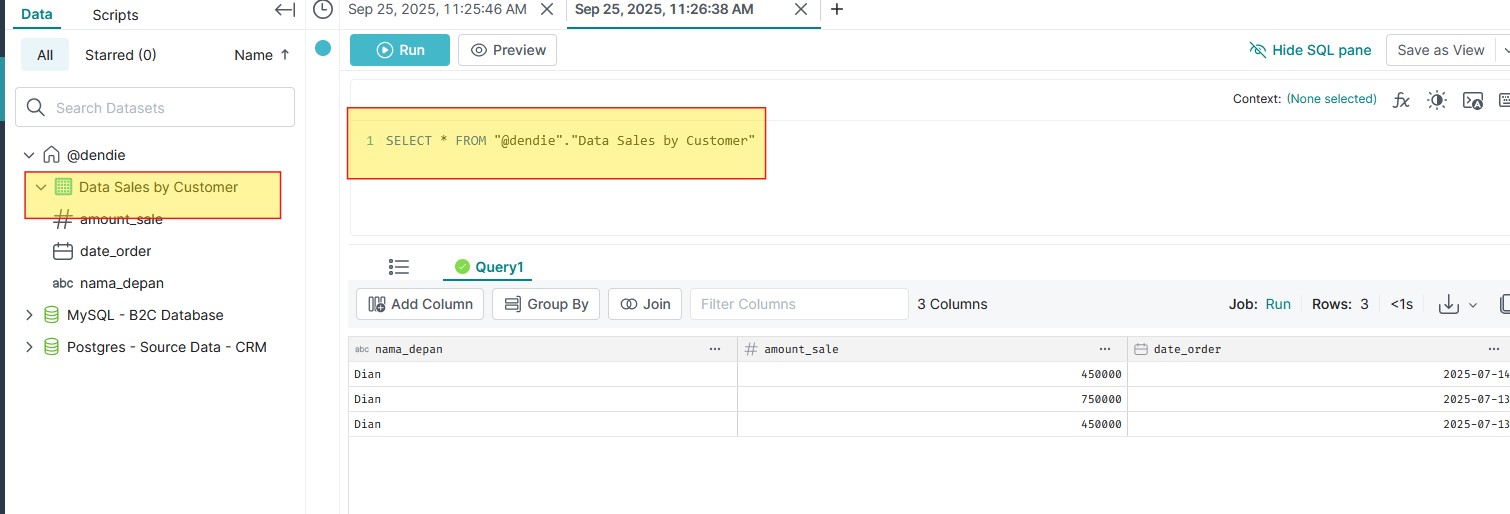 Data Scripts
All Starred (0) Name
Search Datasets
@dendie
Data Sales by Customer
amount_sale
date_order
abc nama_depan
MySQL - B2C Database
Postgres - Source Data - CRM
Sep 25, 2025, 11:25:46 AM Sep 25, 2025, 11:26:38 AM
Run Preview Hide SQL pane Save as View
Context: (None selected) fx
1 SELECT * FROM "@dendie"."Data Sales by Customer"
Query1
Add Column Group By Join Filter Columns 3 Columns Job: Run Rows: 3 <1s
abc nama_depan ... amount_sale ... date_order ...
Dian 450000 2025-07-14
Dian 750000 2025-07-13
Dian 450000 2025-07-13